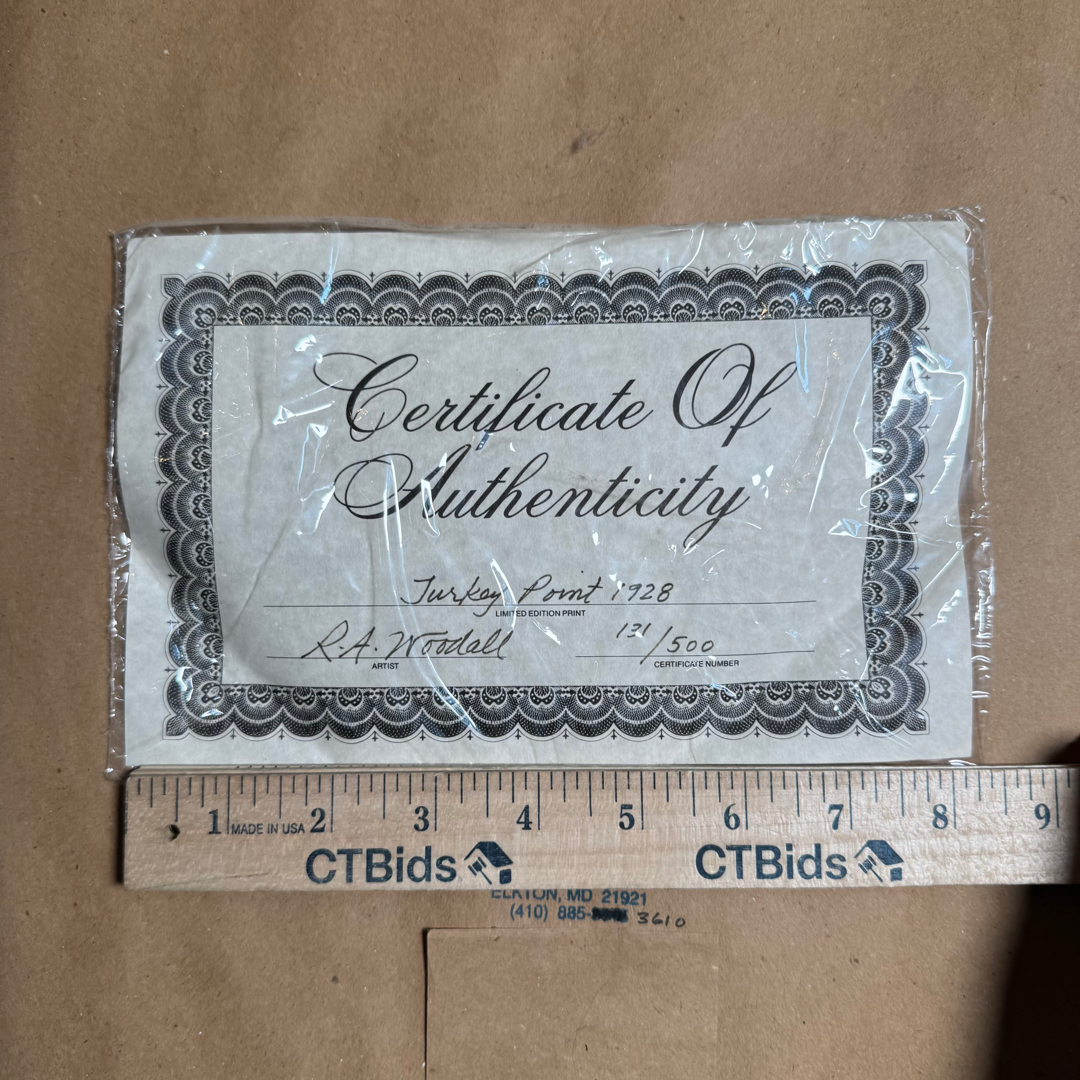 Certificate Of
Authenticity
Turkey Point 1928
LIMITED EDITION PRINT
R.A. Woodall 131/500
ARTIST CERTIFICATE NUMBER
1 MADE IN USA 2 3 4 5 6 7 8 9
CTBids CTBids
ELKTON, MD 21921
(410) 885- 3610